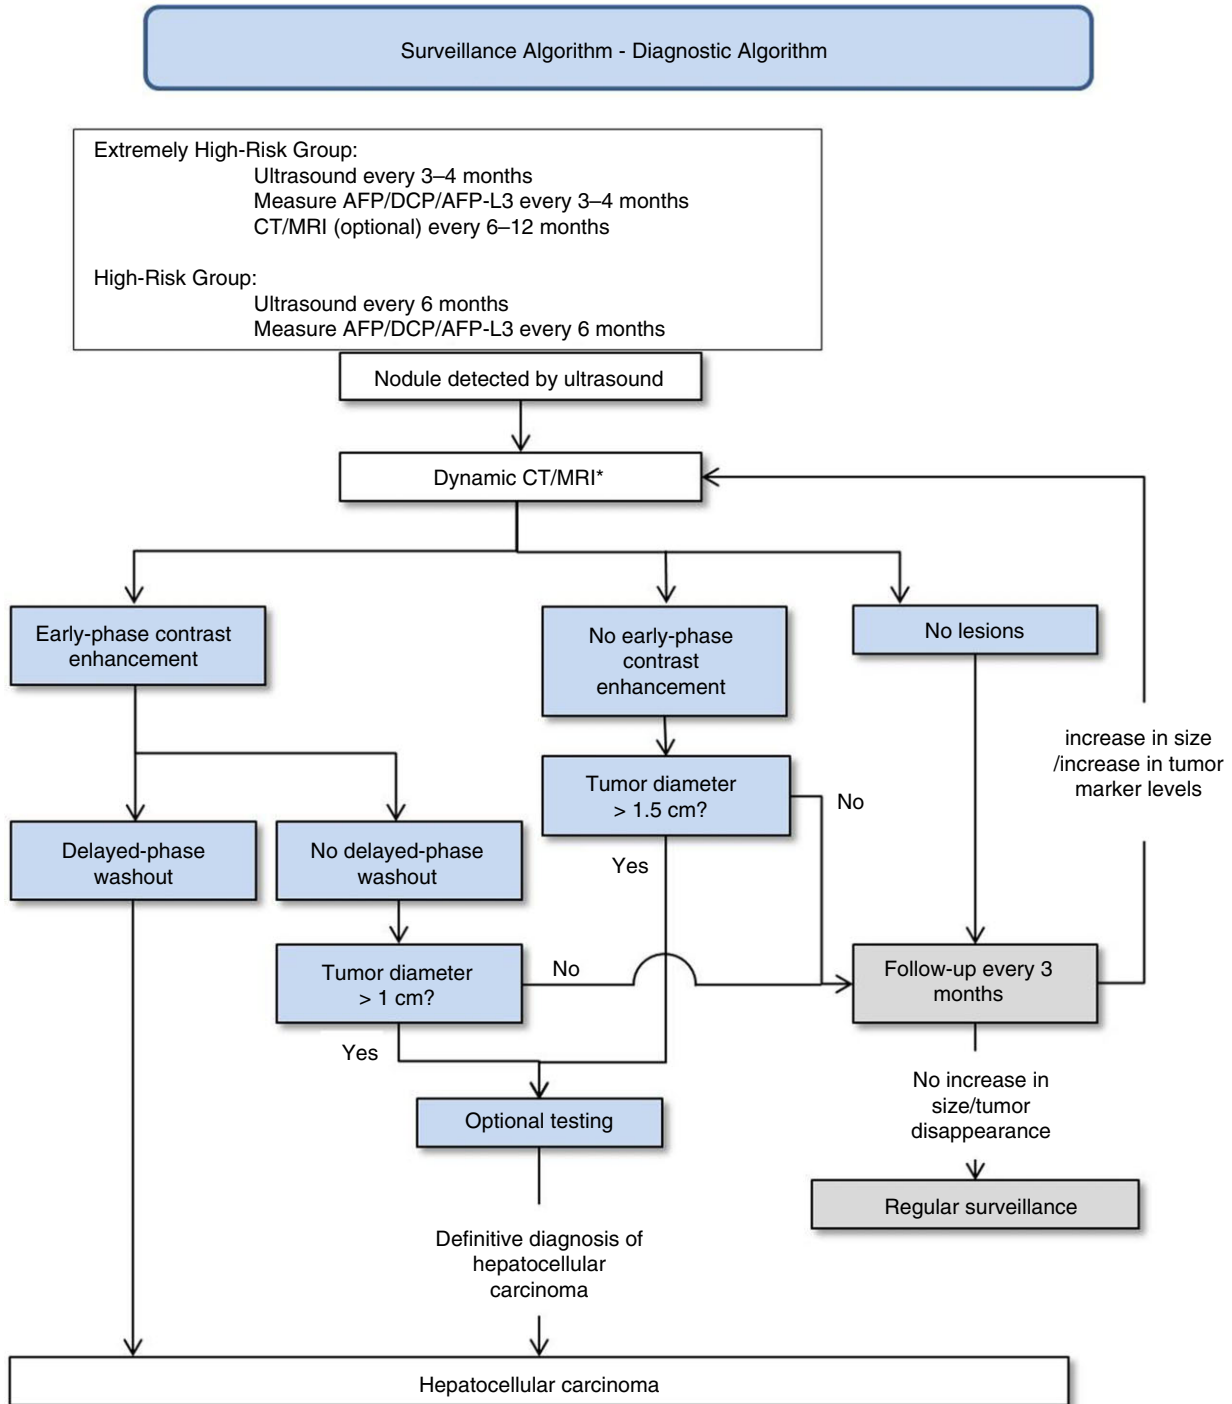 Surveillance Algorithm - Diagnostic Algorithm
Extremely High-Risk Group:
Ultrasound every 3–4 months
Measure AFP/DCP/AFP-L3 every 3–4 months
CT/MRI (optional) every 6–12 months
High-Risk Group:
Ultrasound every 6 months
Measure AFP/DCP/AFP-L3 every 6 months
Nodule detected by ultrasound
Dynamic CT/MRI*
Early-phase contrast
enhancement
No early-phase
contrast
enhancement
No lesions
increase in size
/increase in tumor
marker levels
Tumor diameter
> 1.5 cm?
No
Yes
Delayed-phase
washout
No delayed-phase
washout
Tumor diameter
> 1 cm?
No
Yes
Follow-up every 3
months
No increase in
size/tumor
disappearance
Optional testing
Regular surveillance
Definitive diagnosis of
hepatocellular
carcinoma
Hepatocellular carcinoma